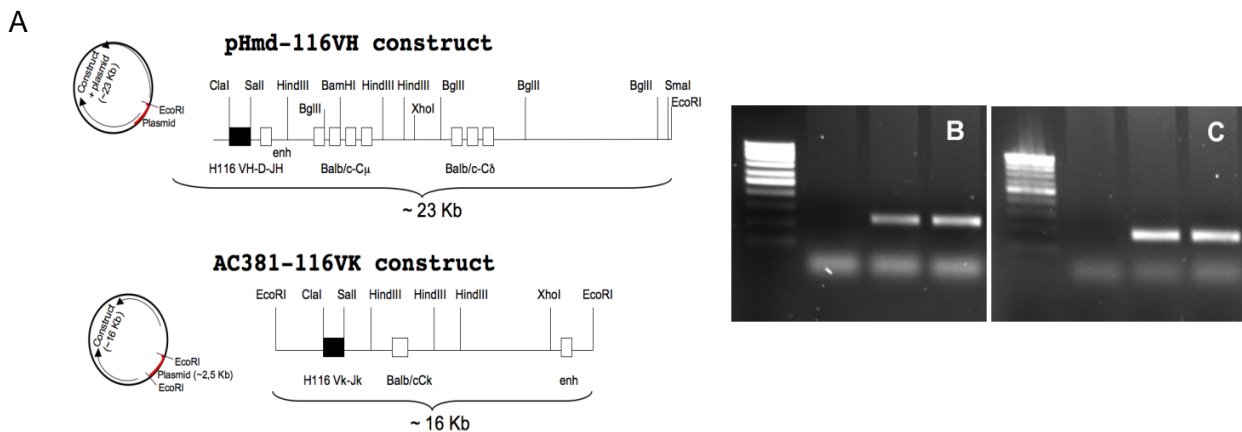 A
pHmd-116VH construct
Construct
+ plasmid
(~23 Kb)
EcoRI
Plasmid
ClaI SalI HindIII BamHI HindIII HindIII BglII BglII BglII SmaI
EcoRI
BglII XhoI
enh
H116 VH-D-JH Balb/c-Cμ Balb/c-Cδ
~ 23 Kb
AC381-116VK construct
Construct
(~16 Kb)
EcoRI
Plasmid (~2,5 Kb)
EcoRI
EcoRI ClaI SalI HindIII HindIII HindIII XhoI EcoRI
H116 Vk-Jk Balb/cCk enh
~ 16 Kb
B
C